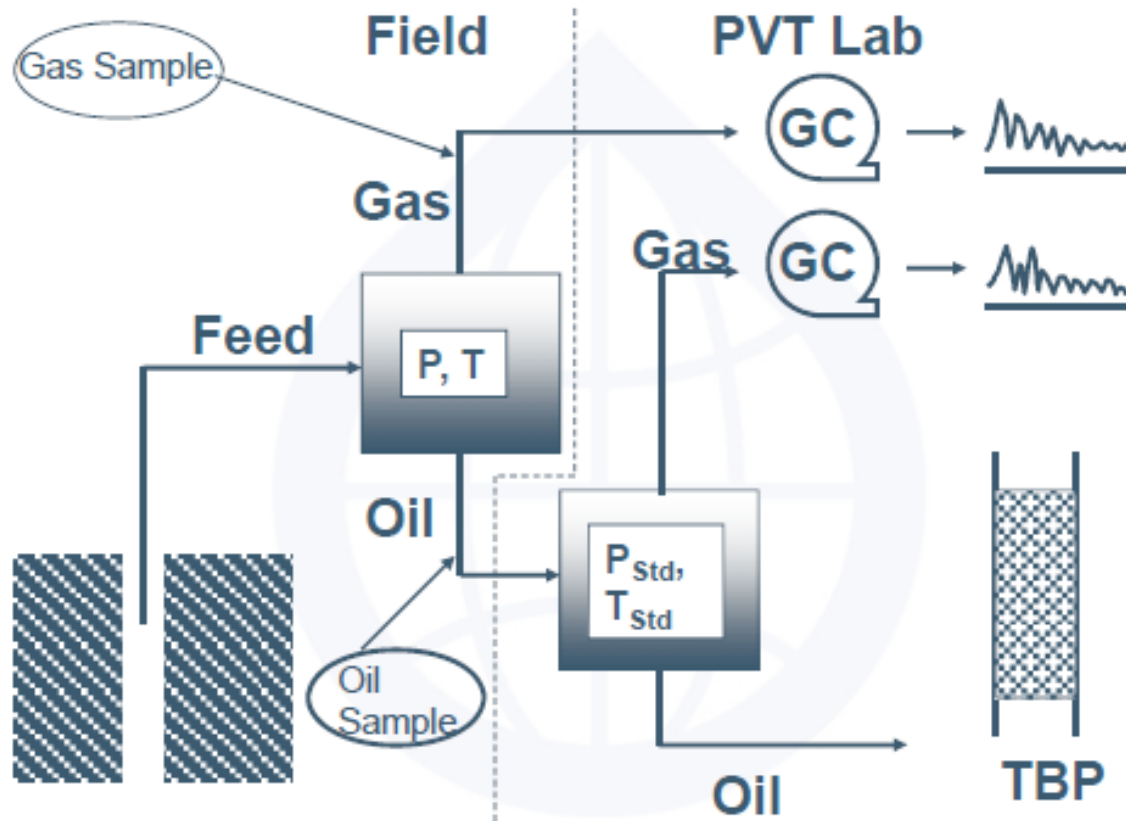 Field
PVT Lab
Gas Sample
GC
Gas
Gas
GC
Feed
P, T
Oil
PStd,
TStd
Oil
Sample
Oil
TBP